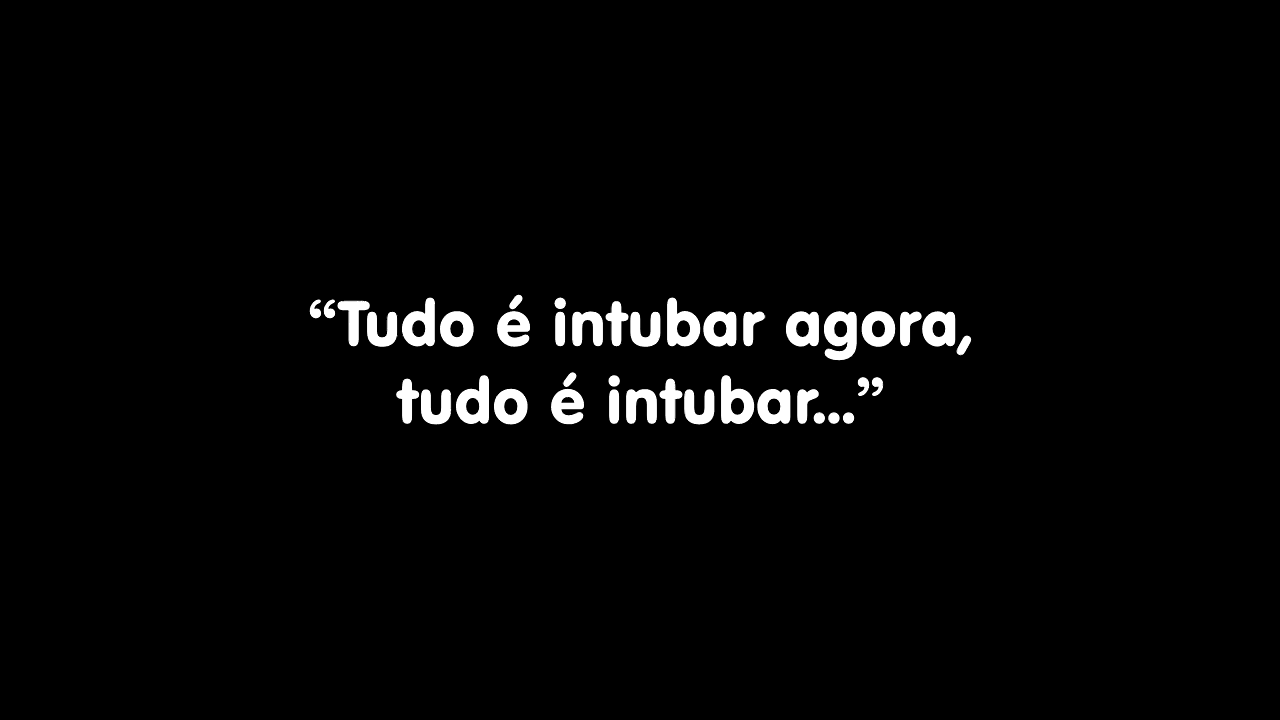 “Tudo é intubar agora,
tudo é intubar...”